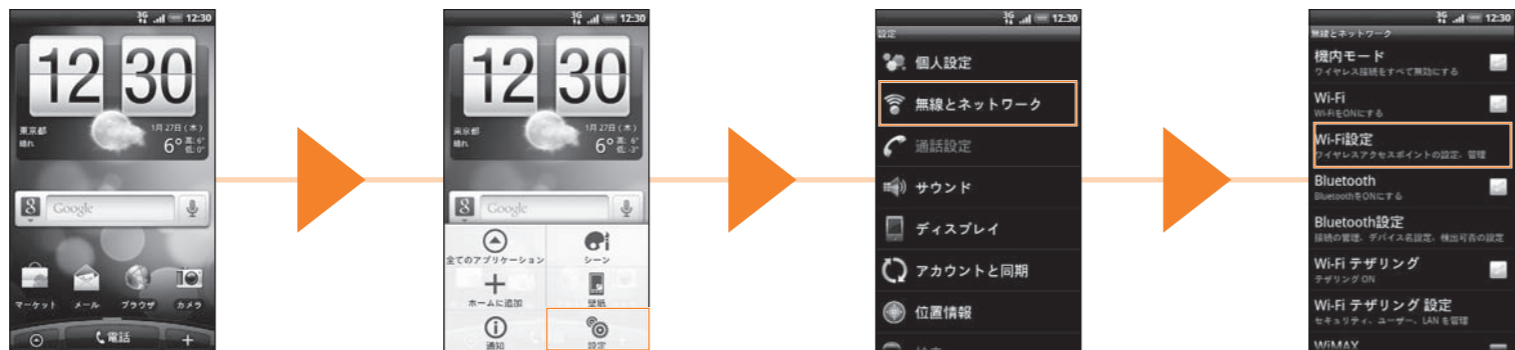 3G 12:30
12 30
東京都
晴れ
1月 27日 ( 木 )
6° 高: 6°
低: 0°
Google
マーケット メール ブラウザ カメラ
電話
3G 12:30
12 30
東京都
晴れ
1月 27日 ( 木 )
6° 高: 6°
低: -3°
Google
全てのアプリケーション シーン
ホームに追加 壁紙
通知 設定
3G 12:30
設定
個人設定
無線とネットワーク
通話設定
サウンド
ディスプレイ
アカウントと同期
位置情報
3G 12:30
無線とネットワーク
機内モード
ワイヤレス接続をすべて無効にする
Wi-Fi
Wi-FiをONにする
Wi-Fi設定
ワイヤレスアクセスポイントの設定、管理
Bluetooth
BluetoothをONにする
Bluetooth設定
接続の管理、デバイス名設定、検出可否の設定
Wi-Fi テザリング
テザリング ON
Wi-Fi テザリング 設定
セキュリティ、ユーザー、LAN を管理
WiMAX